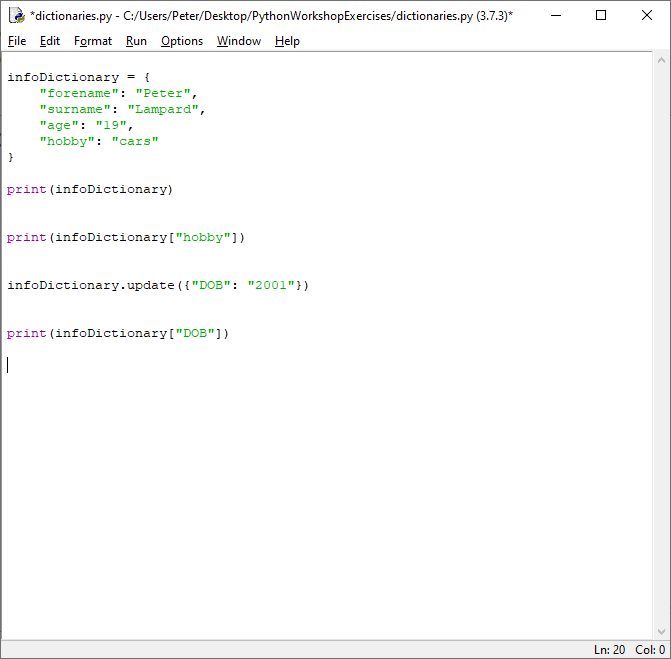 *dictionaries.py - C:/Users/Peter/Desktop/PythonWorkshopExercises/dictionaries.py (3.7.3)*
File Edit Format Run Options Window Help
infoDictionary = {
    "forename": "Peter",
    "surname": "Lampard",
    "age": "19",
    "hobby": "cars"
}
print(infoDictionary)
print(infoDictionary["hobby"])
infoDictionary.update({"DOB": "2001"})
print(infoDictionary["DOB"])
Ln: 20 Col: 0